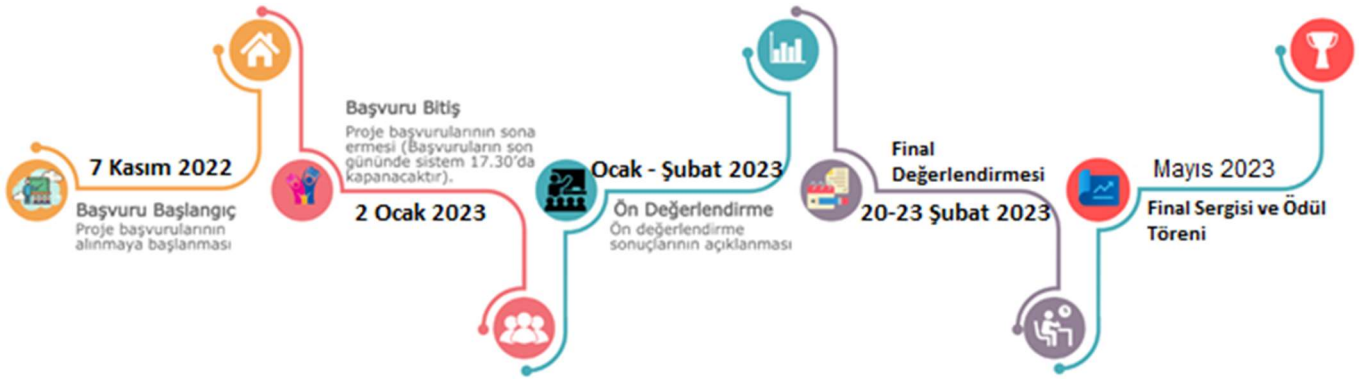 7 Kasım 2022
Başvuru Başlangıç
Proje başvurularının
alınmaya başlanması
Başvuru Bitiş
Proje başvurularının sona
ermesi (Başvuruların son
gününde sistem 17.30'da
kapanacaktır).
2 Ocak 2023
Ocak - Şubat 2023
Ön Değerlendirme
Ön değerlendirme
sonuçlarının açıklanması
Final
Değerlendirmesi
20-23 Şubat 2023
Mayıs 2023
Final Sergisi ve Ödül
Töreni